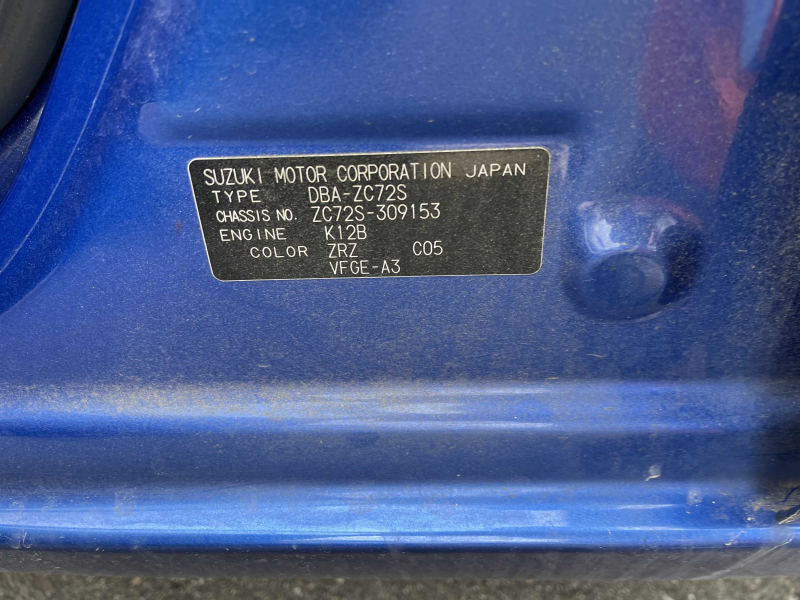 SUZUKI MOTOR CORPORATION JAPAN
TYPE DBA-ZC72S
CHASSIS NO. ZC72S-309153
ENGINE K12B
COLOR ZRZ C05
VFGE-A3